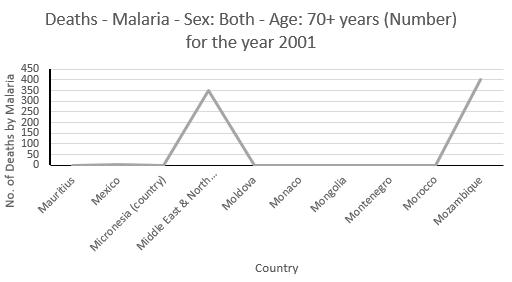 Deaths - Malaria - Sex: Both - Age: 70+ years (Number)
for the year 2001
No. of Deaths by Malaria
450
400
350
300
250
200
150
100
50
0
Mauritius
Mexico
Micronesia (country)
Middle East & North...
Moldova
Monaco
Mongolia
Montenegro
Morocco
Mozambique
Country